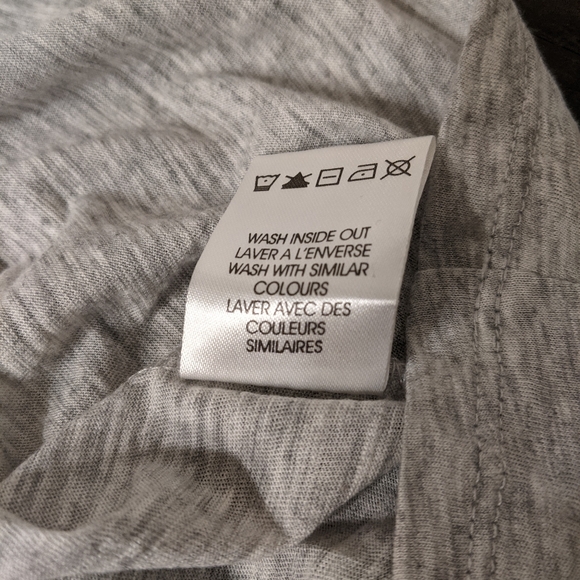 WASH INSIDE OUT
LAVER A L'ENVERSE
WASH WITH SIMILAR
COLOURS
LAVER AVEC DES
COULEURS
SIMILAIRES